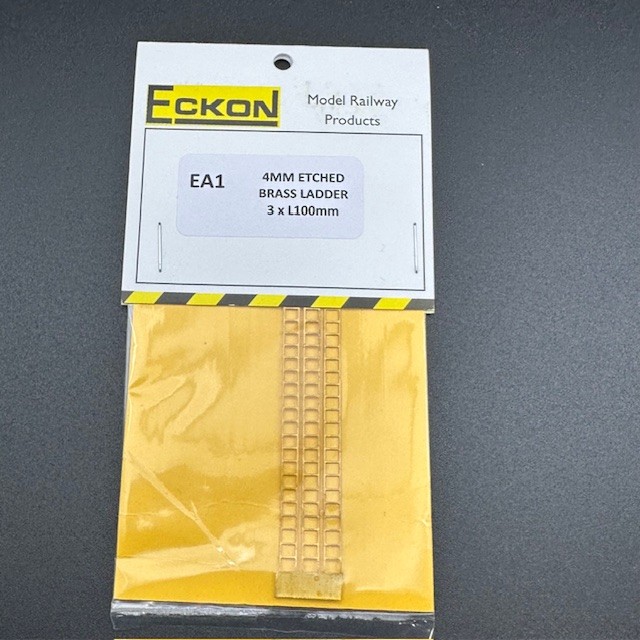 ECKON
Model Railway
Products
EA1
4MM ETCHED
BRASS LADDER
3 x L100mm